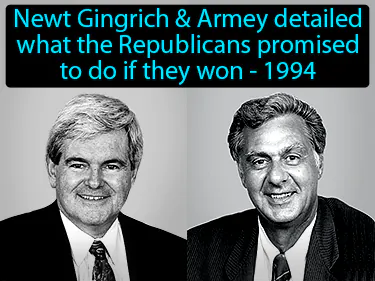 Newt Gingrich & Armey detailed
what the Republicans promised
to do if they won - 1994